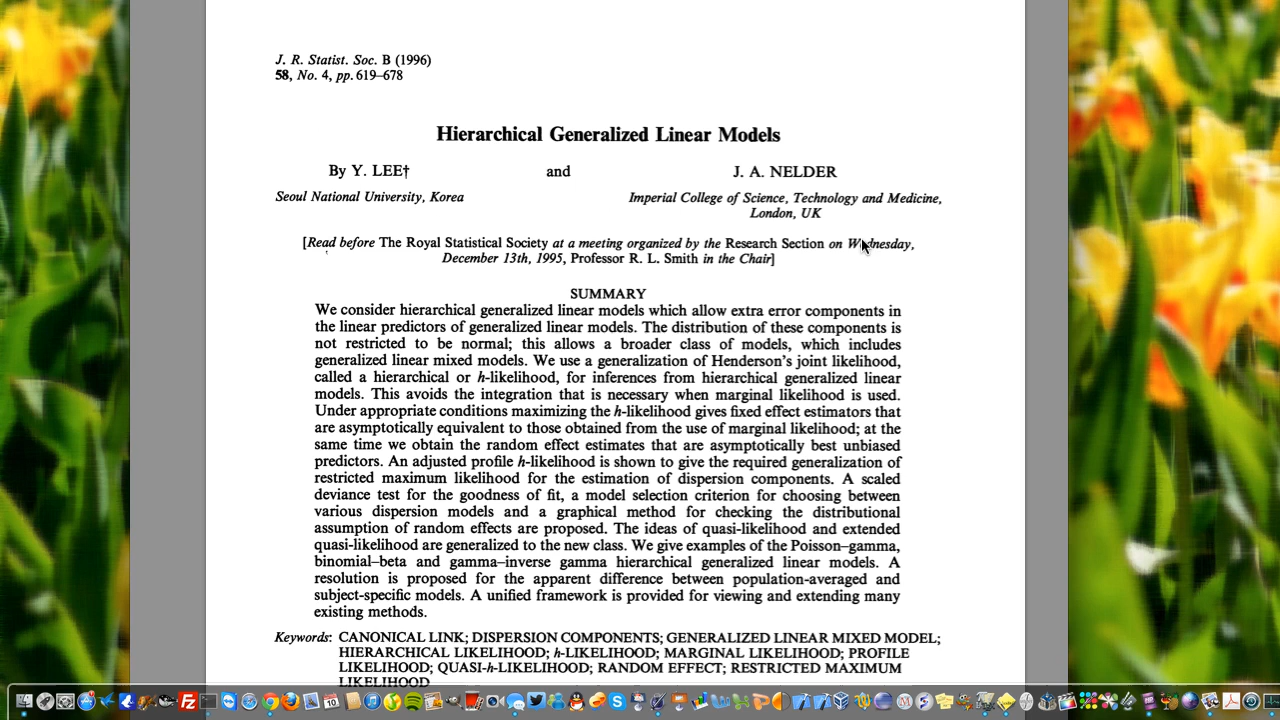 J. R. Statist. Soc. B (1996)
58, No. 4, pp. 619–678
Hierarchical Generalized Linear Models
By Y. LEE† and J. A. NELDER
Seoul National University, Korea Imperial College of Science, Technology and Medicine,
London, UK
[Read before The Royal Statistical Society at a meeting organized by the Research Section on Wednesday,
December 13th, 1995, Professor R. L. Smith in the Chair]
SUMMARY
We consider hierarchical generalized linear models which allow extra error components in
the linear predictors of generalized linear models. The distribution of these components is
not restricted to be normal; this allows a broader class of models, which includes
generalized linear mixed models. We use a generalization of Henderson's joint likelihood,
called a hierarchical or h-likelihood, for inferences from hierarchical generalized linear
models. This avoids the integration that is necessary when marginal likelihood is used.
Under appropriate conditions maximizing the h-likelihood gives fixed effect estimators that
are asymptotically equivalent to those obtained from the use of marginal likelihood; at the
same time we obtain the random effect estimates that are asymptotically best unbiased
predictors. An adjusted profile h-likelihood is shown to give the required generalization of
restricted maximum likelihood for the estimation of dispersion components. A scaled
deviance test for the goodness of fit, a model selection criterion for choosing between
various dispersion models and a graphical method for checking the distributional
assumption of random effects are proposed. The ideas of quasi-likelihood and extended
quasi-likelihood are generalized to the new class. We give examples of the Poisson–gamma,
binomial–beta and gamma–inverse gamma hierarchical generalized linear models. A
resolution is proposed for the apparent difference between population-averaged and
subject-specific models. A unified framework is provided for viewing and extending many
existing methods.
Keywords: CANONICAL LINK; DISPERSION COMPONENTS; GENERALIZED LINEAR MIXED MODEL;
HIERARCHICAL LIKELIHOOD; h-LIKELIHOOD; MARGINAL LIKELIHOOD; PROFILE
LIKELIHOOD; QUASI-h-LIKELIHOOD; RANDOM EFFECT; RESTRICTED MAXIMUM
LIKELIHOOD